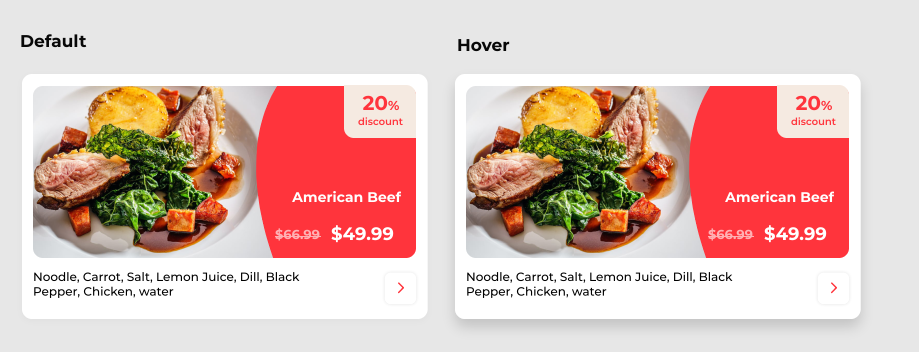 Default
20%
discount
American Beef
$66.99 $49.99
Noodle, Carrot, Salt, Lemon Juice, Dill, Black
Pepper, Chicken, water
Hover
20%
discount
American Beef
$66.99 $49.99
Noodle, Carrot, Salt, Lemon Juice, Dill, Black
Pepper, Chicken, water